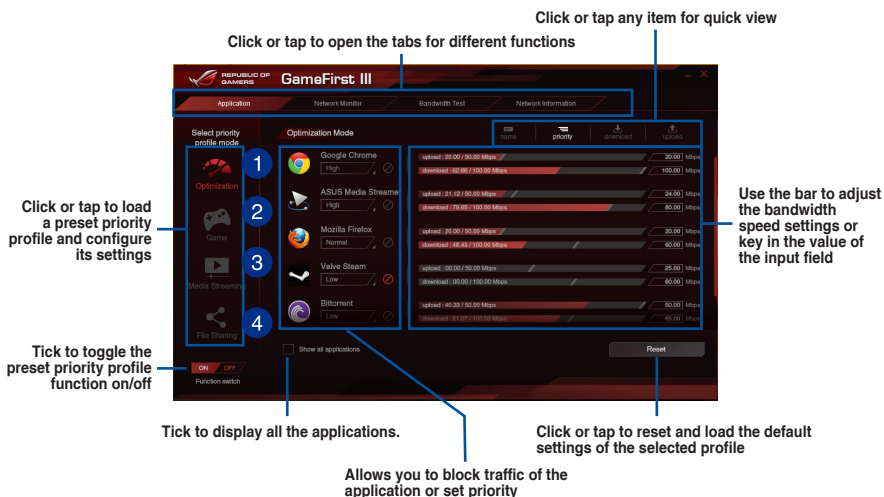 Click or tap any item for quick view
Click or tap to open the tabs for different functions
REPUBLIC OF
GAMERS
GameFirst III
Application
Network Monitor
Bandwidth Test
Network Information
Select priority
profile mode
Optimization Mode
name
priority
download
upload
1
Optimization
2
Game
3
Media Streaming
4
File Sharing
Google Chrome
High
upload : 20.00 / 50.00 Mbps
20.00 Mbps
download : 62.66 / 100.00 Mbps
100.00 Mbps
ASUS Media Streame
High
upload : 21.12 / 50.00 Mbps
24.00 Mbps
download : 79.65 / 100.00 Mbps
80.00 Mbps
Mozilla Firefox
Normal
upload : 20.00 / 50.00 Mbps
20.00 Mbps
download : 46.43 / 100.00 Mbps
60.00 Mbps
Valve Steam
Low
upload : 00.00 / 50.00 Mbps
25.00 Mbps
download : 00.00 / 100.00 Mbps
60.00 Mbps
Bittorrent
Low
upload : 40.33 / 50.00 Mbps
50.00 Mbps
download : 61.07 / 100.00 Mbps
65.00 Mbps
Show all applications
Reset
ON OFF
Function switch
Click or tap to load
a preset priority
profile and configure
its settings
Use the bar to adjust
the bandwidth
speed settings or
key in the value of
the input field
Tick to toggle the
preset priority profile
function on/off
Tick to display all the applications.
Click or tap to reset and load the default
settings of the selected profile
Allows you to block traffic of the
application or set priority